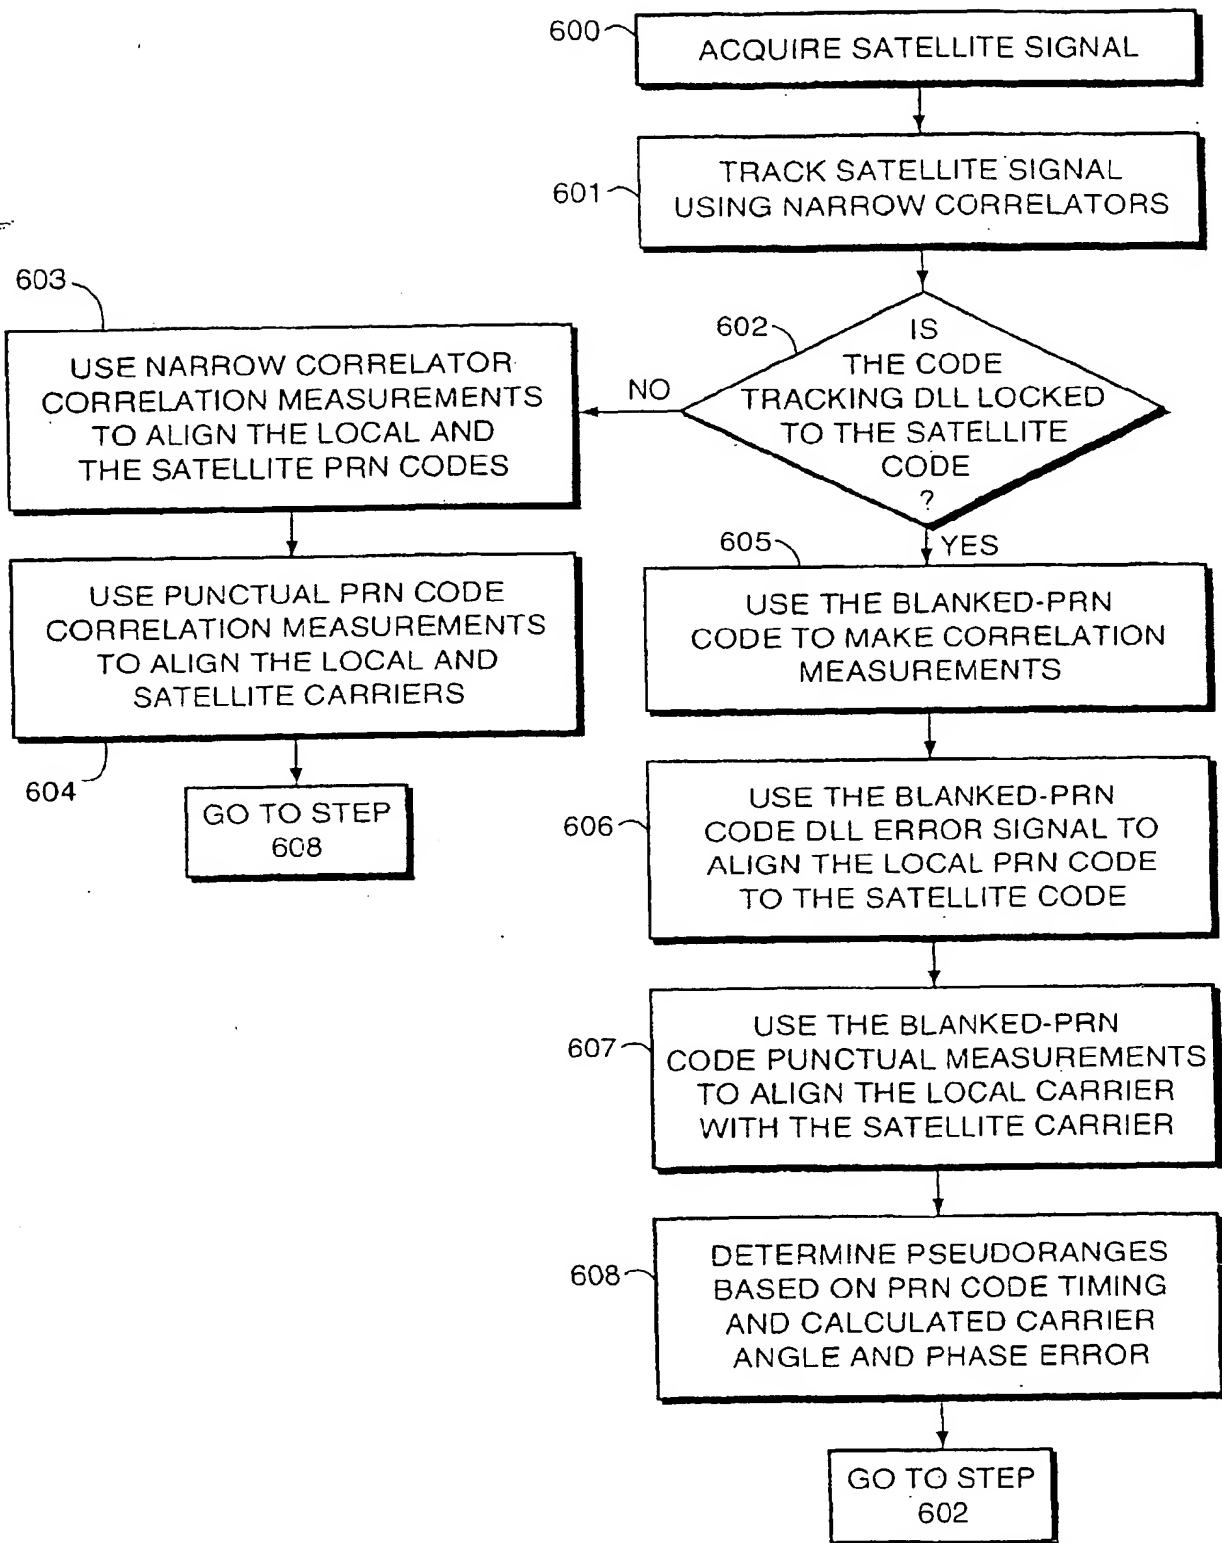 600
ACQUIRE SATELLITE SIGNAL
601
TRACK SATELLITE SIGNAL
USING NARROW CORRELATORS
602
IS
THE CODE
TRACKING DLL LOCKED
TO THE SATELLITE
CODE
?
NO
603
USE NARROW CORRELATOR
CORRELATION MEASUREMENTS
TO ALIGN THE LOCAL AND
THE SATELLITE PRN CODES
604
USE PUNCTUAL PRN CODE
CORRELATION MEASUREMENTS
TO ALIGN THE LOCAL AND
SATELLITE CARRIERS
GO TO STEP
608
YES
605
USE THE BLANKED-PRN
CODE TO MAKE CORRELATION
MEASUREMENTS
606
USE THE BLANKED-PRN
CODE DLL ERROR SIGNAL TO
ALIGN THE LOCAL PRN CODE
TO THE SATELLITE CODE
607
USE THE BLANKED-PRN
CODE PUNCTUAL MEASUREMENTS
TO ALIGN THE LOCAL CARRIER
WITH THE SATELLITE CARRIER
608
DETERMINE PSEUDORANGES
BASED ON PRN CODE TIMING
AND CALCULATED CARRIER
ANGLE AND PHASE ERROR
GO TO STEP
602